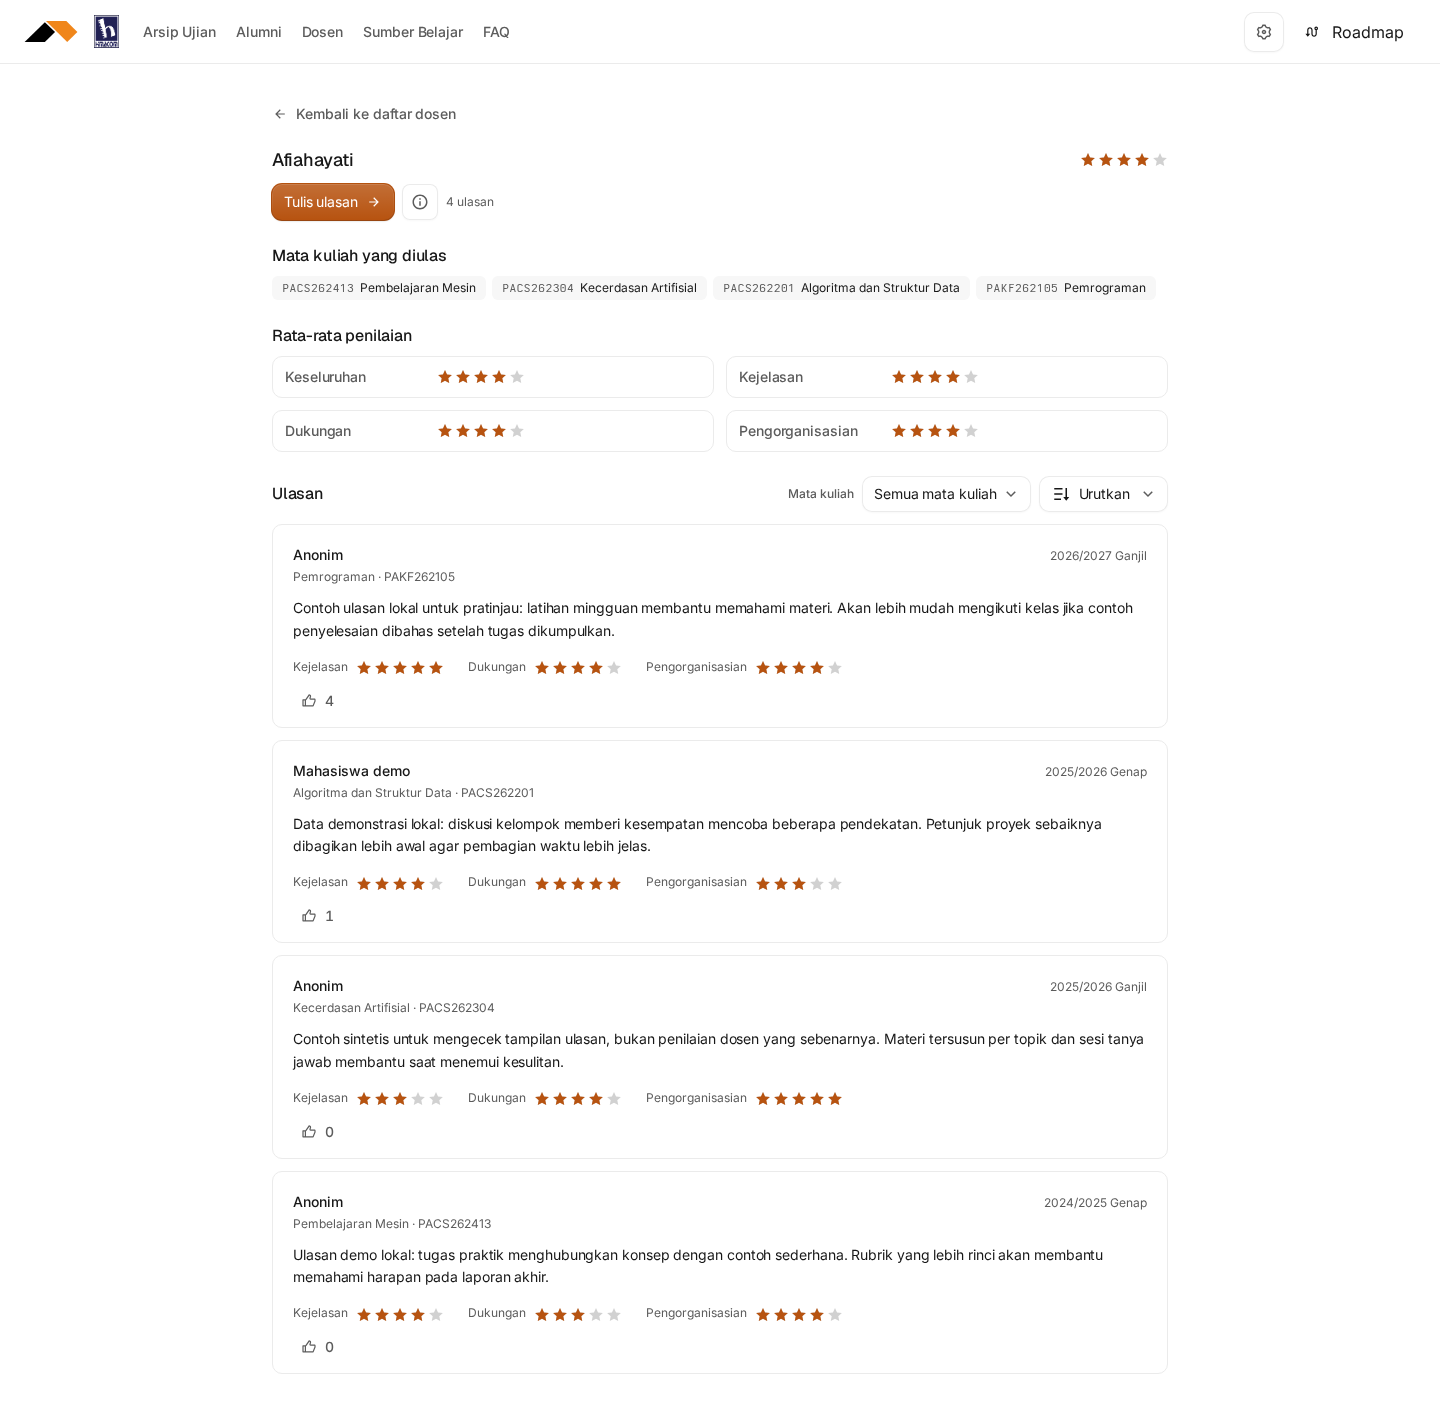 HIMAKOM
Arsip Ujian
Alumni
Dosen
Sumber Belajar
FAQ
Roadmap
Kembali ke daftar dosen
Afiahayati
Tulis ulasan
4 ulasan
Mata kuliah yang diulas
PACS262413 Pembelajaran Mesin
PACS262304 Kecerdasan Artifisial
PACS262201 Algoritma dan Struktur Data
PAKF262105 Pemrograman
Rata-rata penilaian
Keseluruhan
Kejelasan
Dukungan
Pengorganisasian
Ulasan
Mata kuliah
Semua mata kuliah
Urutkan
Anonim
2026/2027 Ganjil
Pemrograman · PAKF262105
Contoh ulasan lokal untuk pratinjau: latihan mingguan membantu memahami materi. Akan lebih mudah mengikuti kelas jika contoh
penyelesaian dibahas setelah tugas dikumpulkan.
Kejelasan
Dukungan
Pengorganisasian
4
Mahasiswa demo
2025/2026 Genap
Algoritma dan Struktur Data · PACS262201
Data demonstrasi lokal: diskusi kelompok memberi kesempatan mencoba beberapa pendekatan. Petunjuk proyek sebaiknya
dibagikan lebih awal agar pembagian waktu lebih jelas.
Kejelasan
Dukungan
Pengorganisasian
1
Anonim
2025/2026 Ganjil
Kecerdasan Artifisial · PACS262304
Contoh sintetis untuk mengecek tampilan ulasan, bukan penilaian dosen yang sebenarnya. Materi tersusun per topik dan sesi tanya
jawab membantu saat menemui kesulitan.
Kejelasan
Dukungan
Pengorganisasian
0
Anonim
2024/2025 Genap
Pembelajaran Mesin · PACS262413
Ulasan demo lokal: tugas praktik menghubungkan konsep dengan contoh sederhana. Rubrik yang lebih rinci akan membantu
memahami harapan pada laporan akhir.
Kejelasan
Dukungan
Pengorganisasian
0